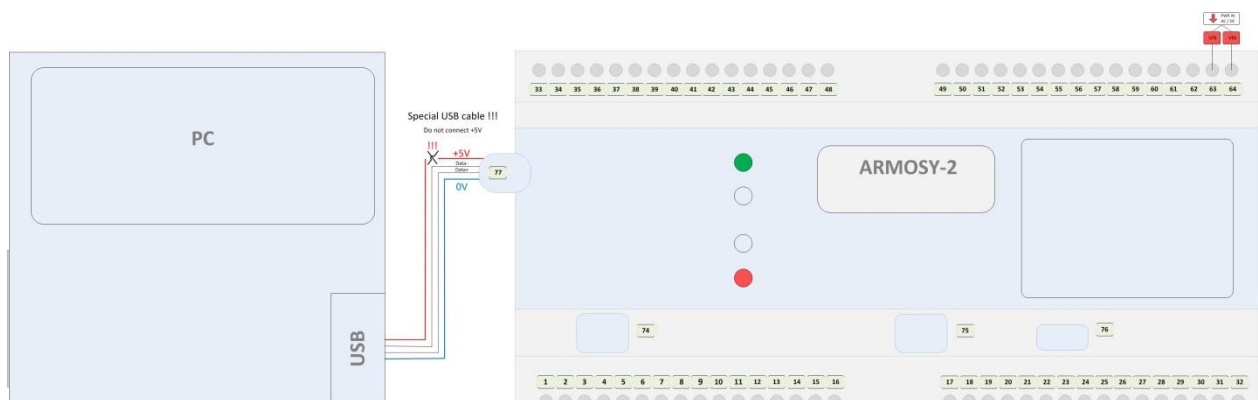 PWR IN
AC / DC
VIN VIN
33 34 35 36 37 38 39 40 41 42 43 44 45 46 47 48
49 50 51 52 53 54 55 56 57 58 59 60 61 62 63 64
PC
Special USB cable !!!
Do not connect +5V
!!!
+5V
Data-
Data+
0V
77
ARMOSY-2
USB
74
75
76
1 2 3 4 5 6 7 8 9 10 11 12 13 14 15 16
17 18 19 20 21 22 23 24 25 26 27 28 29 30 31 32